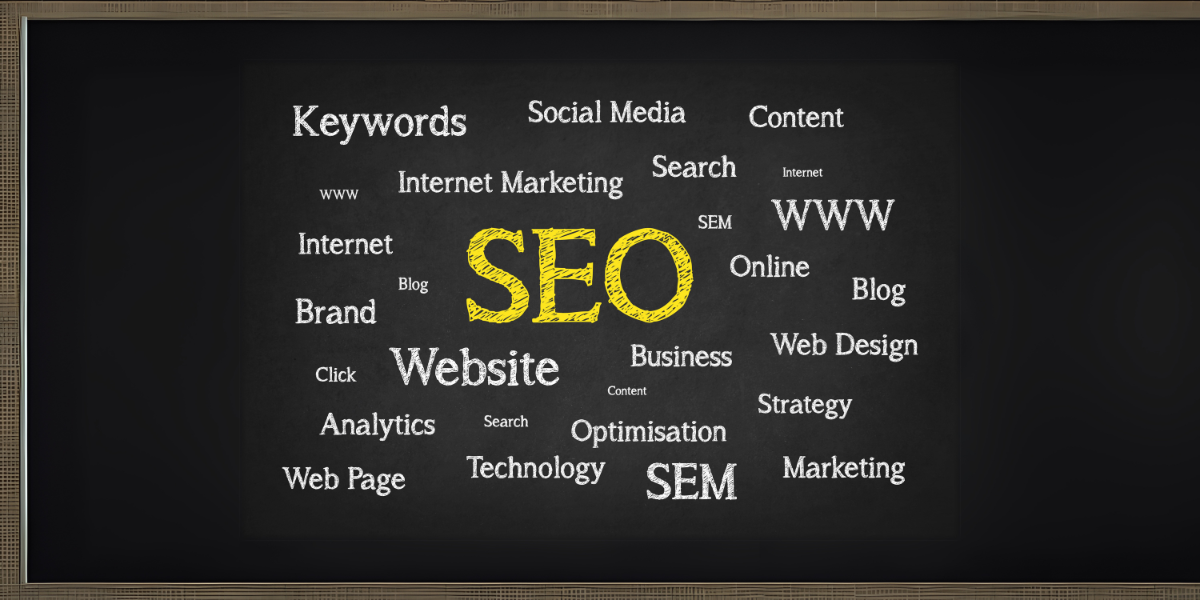 Keywords
Social Media
Content
Search
Internet
www
Internet Marketing
WWW
SEM
Internet
SEO
Online
Blog
Blog
Brand
Web Design
Business
Website
Click
Content
Strategy
Analytics
Search
Optimisation
Technology
Marketing
Web Page
SEM